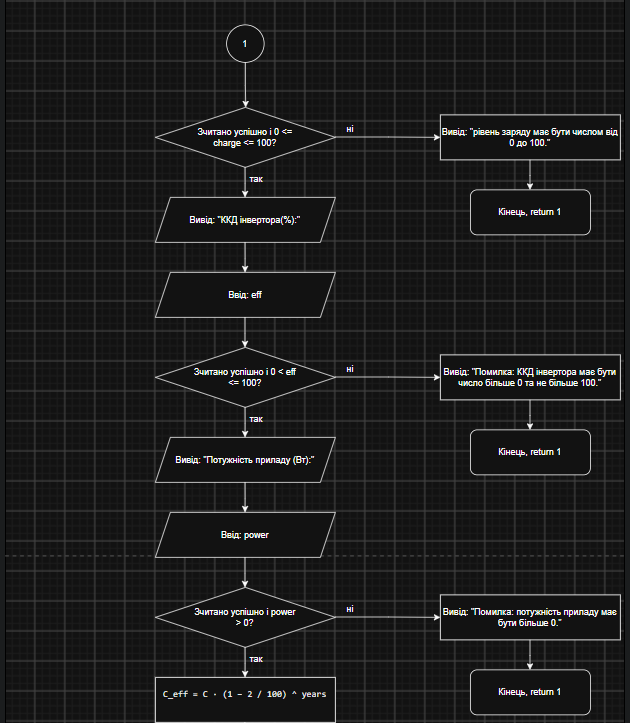 1
Зчитано успішно і 0 <=
charge <= 100?
ні
Вивід: "рівень заряду має бути числом від
0 до 100."
так
Кінець, return 1
Вивід: "ККД інвертора(%):"
Ввід: eff
Зчитано успішно і 0 < eff
<= 100?
ні
Вивід: "Помилка: ККД інвертора має бути
число більше 0 та не більше 100."
так
Кінець, return 1
Вивід: "Потужність приладу (Вт):"
Ввід: power
Зчитано успішно і power
> 0?
ні
Вивід: "Помилка: потужність приладу має
бути більше 0."
так
C_eff = C · (1 − 2 / 100) ^ years
Кінець, return 1